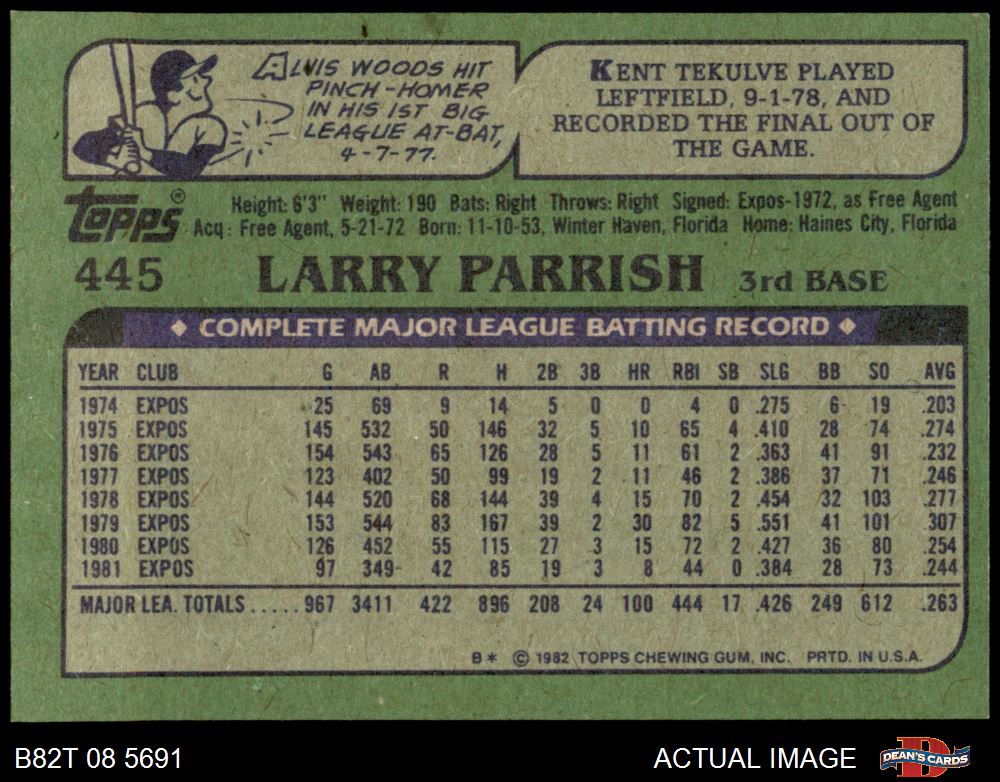 ALVIS WOODS HIT
PINCH-HOMER
IN HIS 1ST BIG
LEAGUE AT-BAT,
4-7-77.
KENT TEKULVE PLAYED
LEFTFIELD, 9-1-78, AND
RECORDED THE FINAL OUT OF
THE GAME.
topps®
Height: 6'3" Weight: 190 Bats: Right Throws: Right Signed: Expos-1972, as Free Agent
Acq: Free Agent, 5-21-72 Born: 11-10-53, Winter Haven, Florida Home: Haines City, Florida
445 LARRY PARRISH 3rd BASE
◆ COMPLETE MAJOR LEAGUE BATTING RECORD ◆
YEAR CLUB G AB R H 2B 3B HR RBI SB SLG BB SO AVG
1974 EXPOS 25 69 9 14 5 0 0 4 0 .275 6 19 .203
1975 EXPOS 145 532 50 146 32 5 10 65 4 .410 28 74 .274
1976 EXPOS 154 543 65 126 28 5 11 61 2 .363 41 91 .232
1977 EXPOS 123 402 50 99 19 2 11 46 2 .386 37 71 .246
1978 EXPOS 144 520 68 144 39 4 15 70 2 .454 32 103 .277
1979 EXPOS 153 544 83 167 39 2 30 82 5 .551 41 101 .307
1980 EXPOS 126 452 55 115 27 3 15 72 2 .427 36 80 .254
1981 EXPOS 97 349 42 85 19 3 8 44 0 .384 28 73 .244
MAJOR LEA. TOTALS.....967 3411 422 896 208 24 100 444 17 .426 249 612 .263
B* © 1982 TOPPS CHEWING GUM, INC. PRTD. IN U.S.A.
B82T 08 5691
ACTUAL IMAGE
D
DEAN'S CARDS